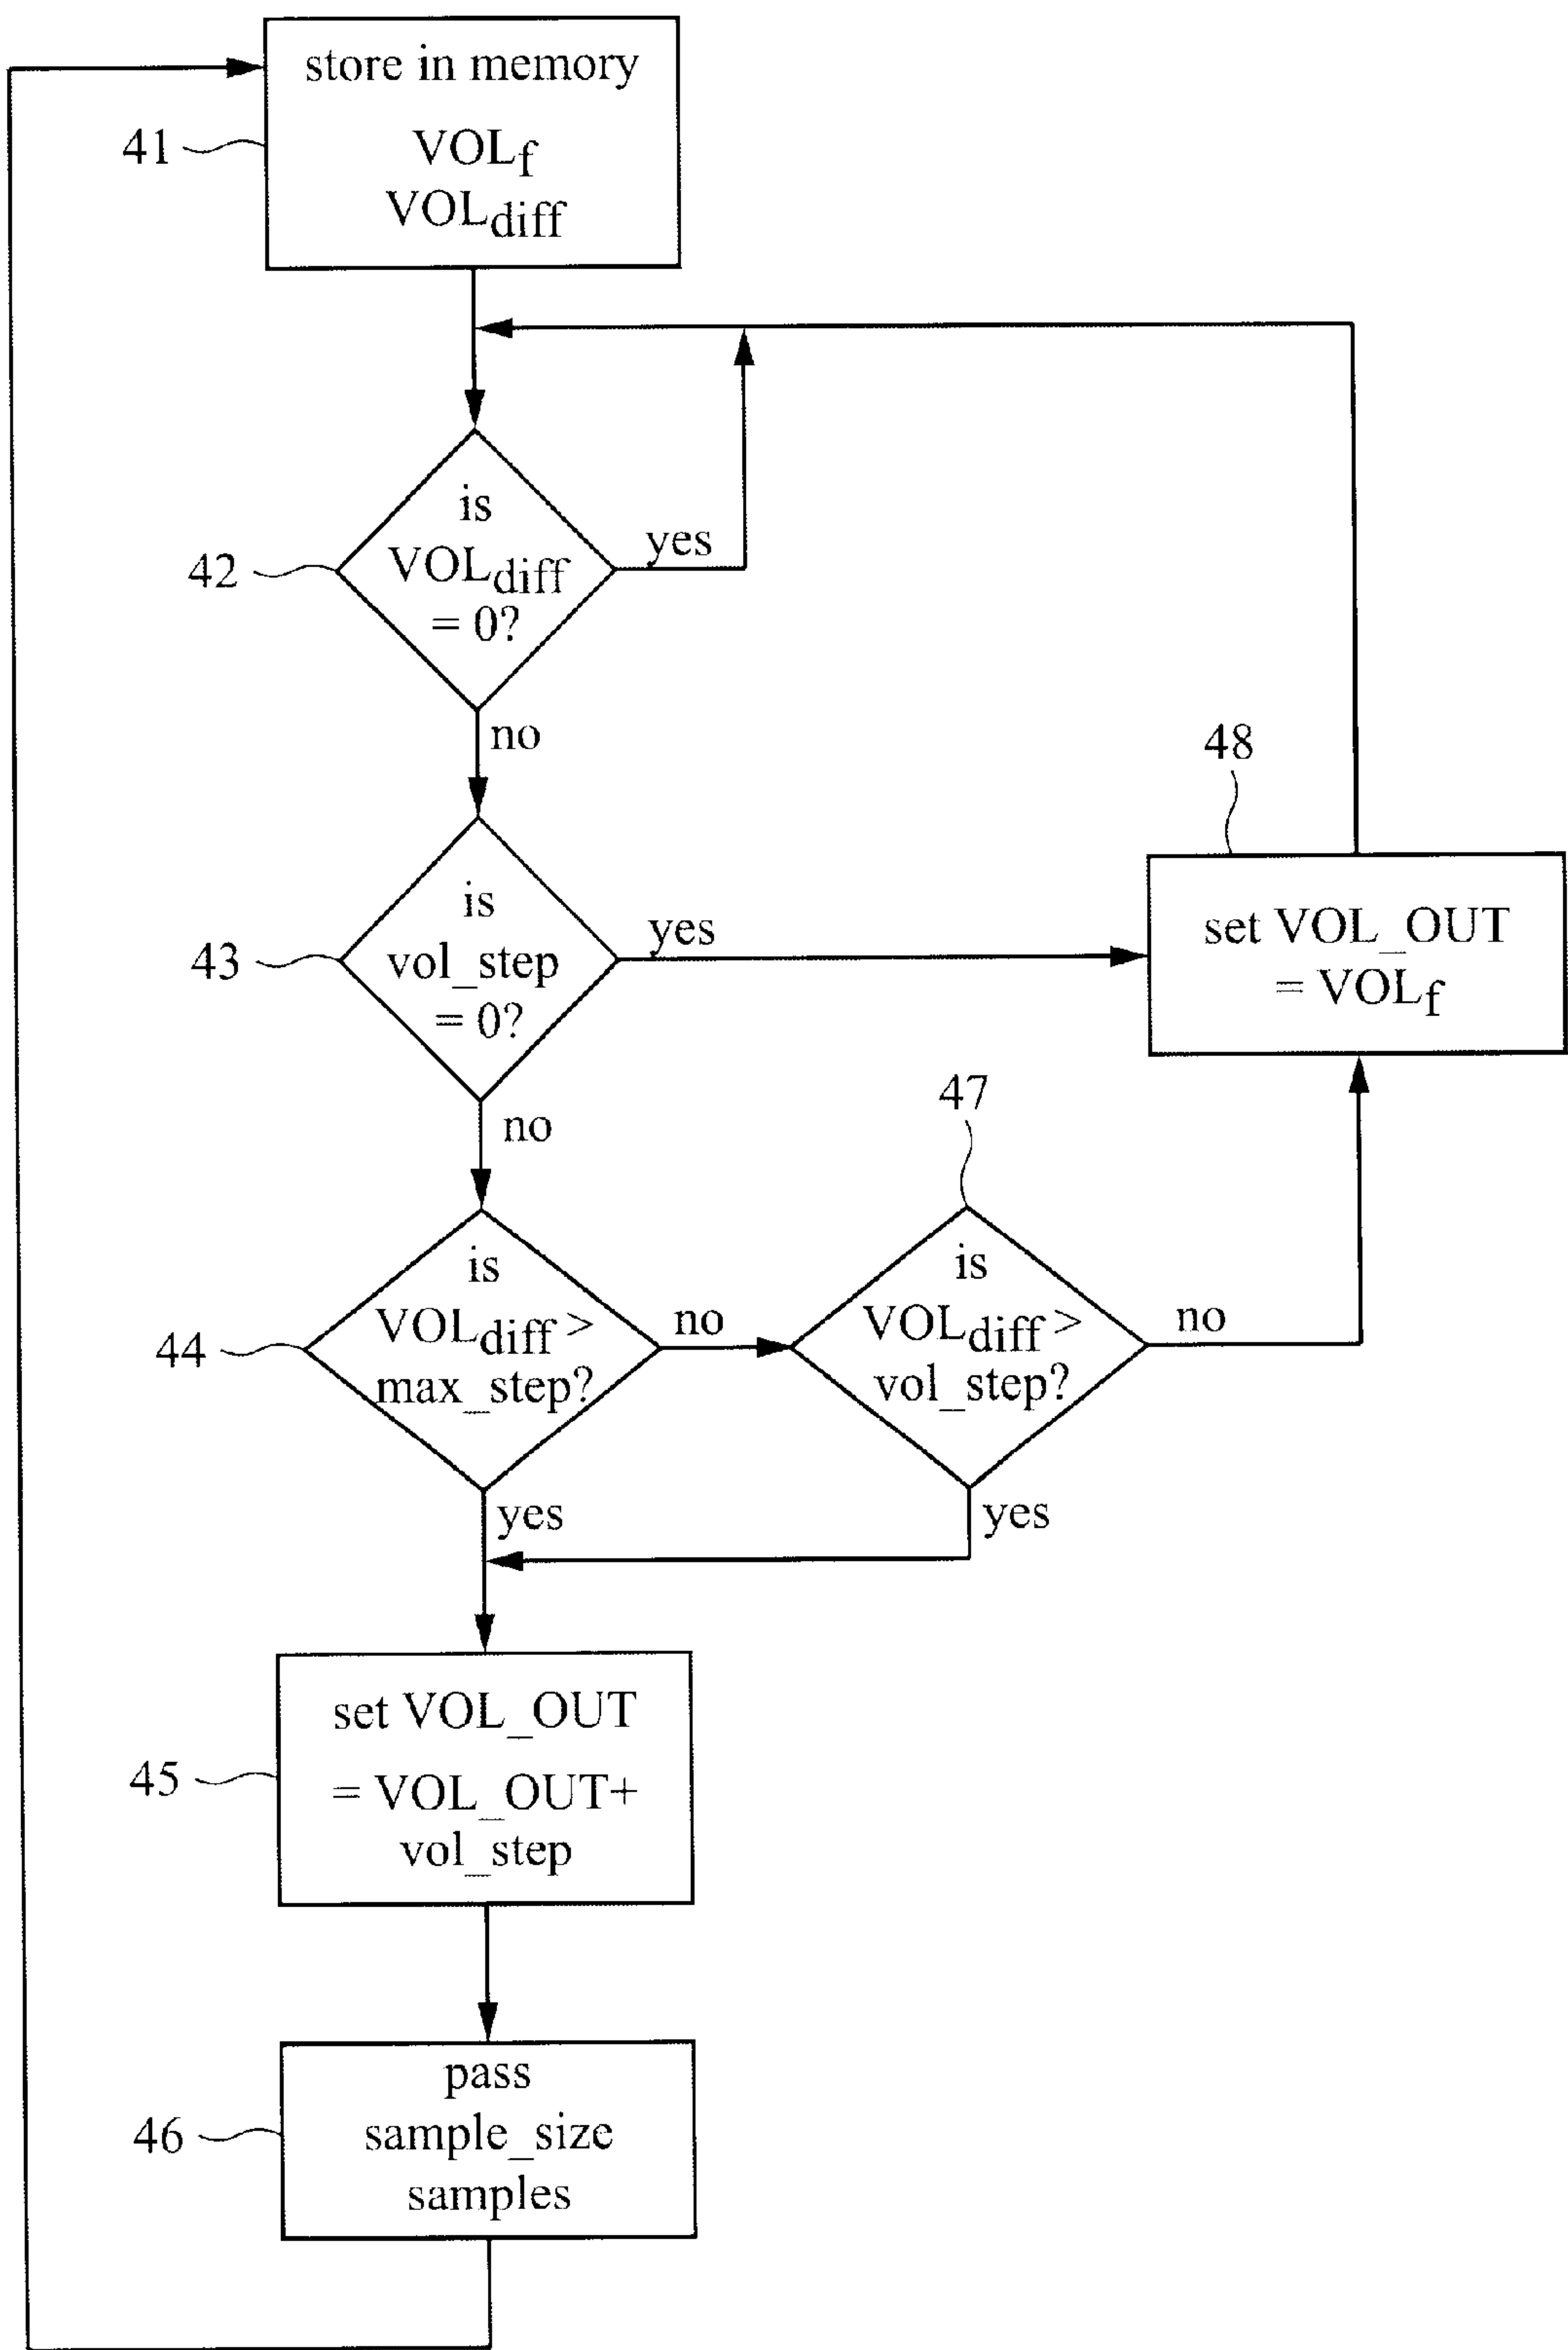 store in memory
41
VOLf
VOLdiff
is
42
VOLdiff
= 0?
yes
no
48
is
43
vol_step
= 0?
yes
set VOL_OUT
= VOLf
no
47
is
44
VOLdiff >
max_step?
no
is
VOLdiff >
vol_step?
no
yes
yes
set VOL_OUT
45
= VOL_OUT+
vol_step
pass
46
sample_size
samples